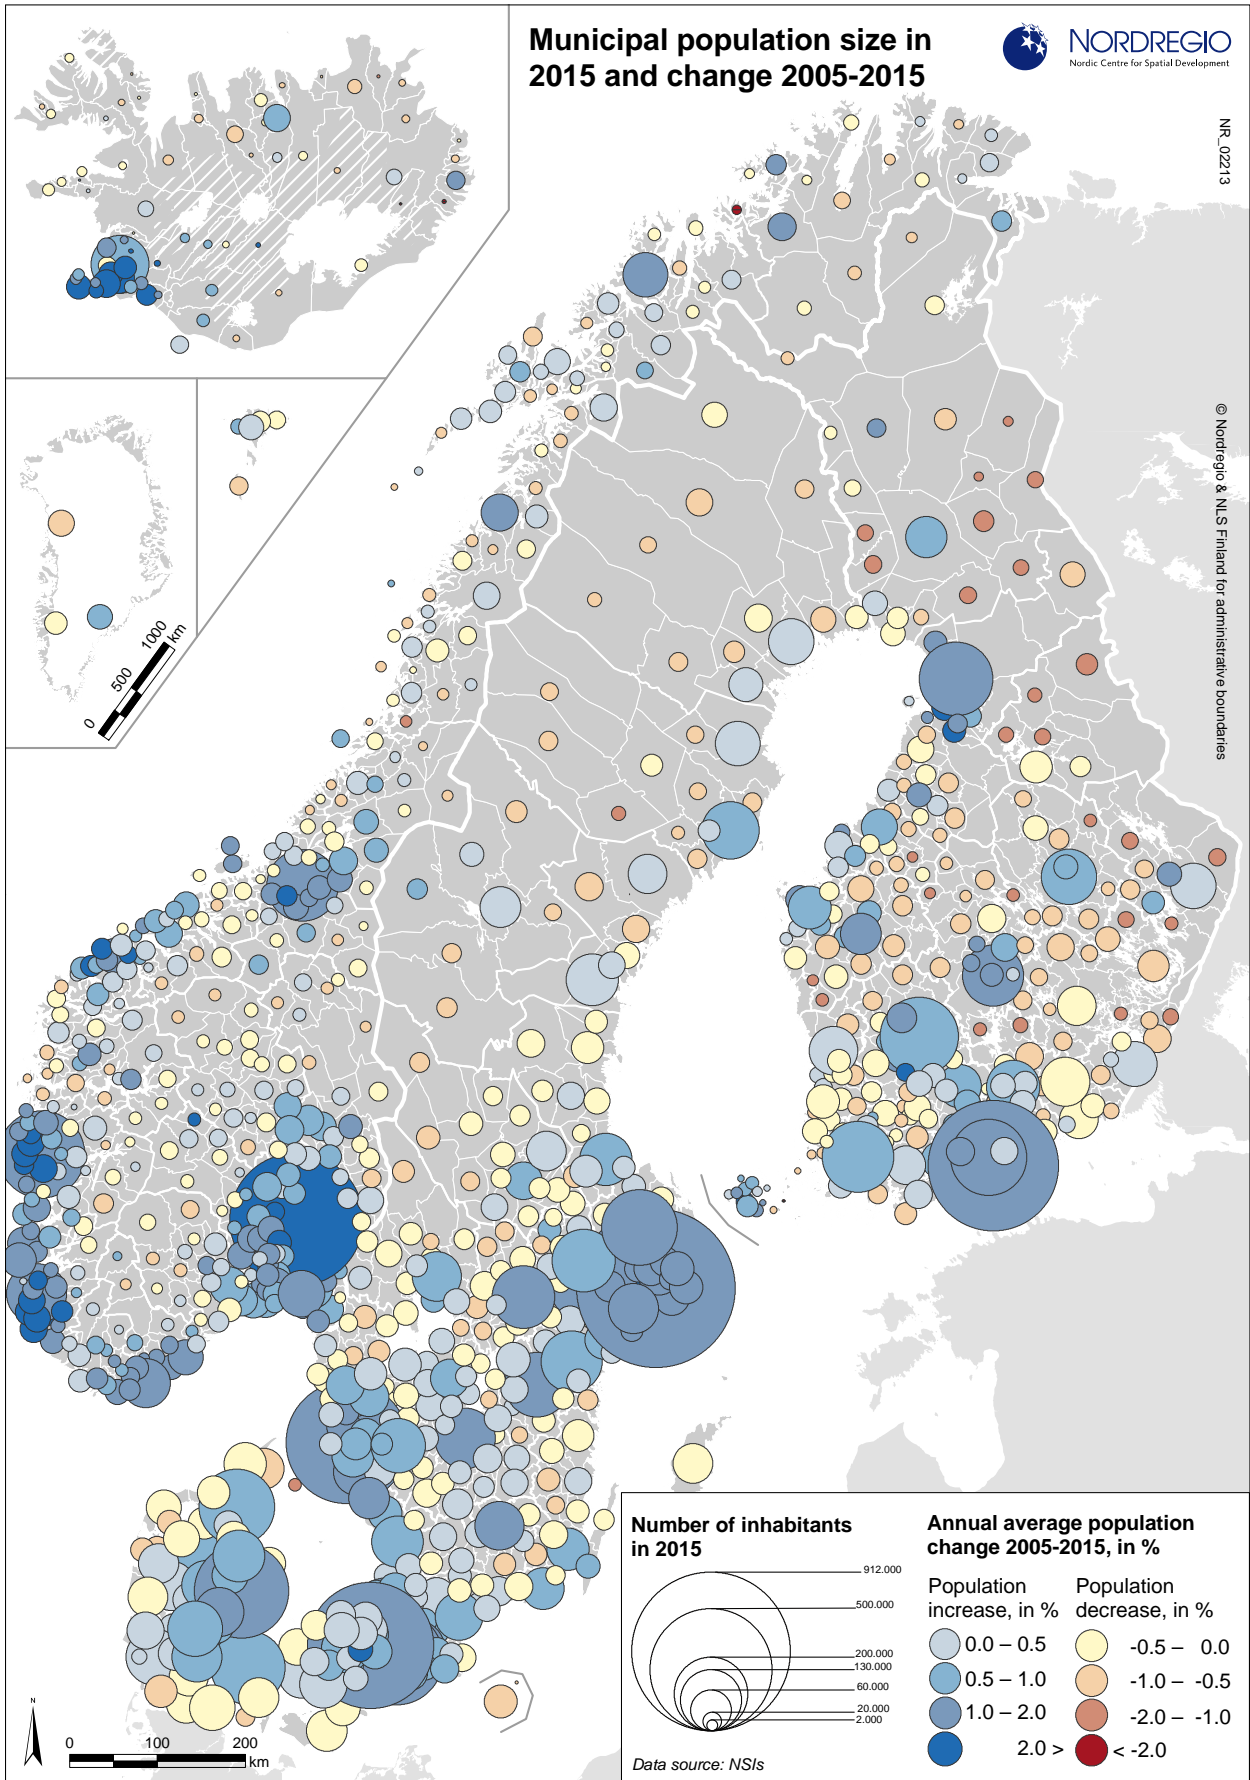 Municipal population size in
2015 and change 2005-2015
NORDREGIO
Nordic Centre for Spatial Development
NR_02213
© Nordregio & NLS Finland for administrative boundaries
0
500
1000
km
Number of inhabitants
in 2015
912.000
500.000
200.000
130.000
60.000
20.000
2.000
Data source: NSIs
Annual average population
change 2005-2015, in %
Population
increase, in %
0.0 – 0.5
0.5 – 1.0
1.0 – 2.0
2.0 >
Population
decrease, in %
-0.5 – 0.0
-1.0 – -0.5
-2.0 – -1.0
< -2.0
N
0 100 200
km